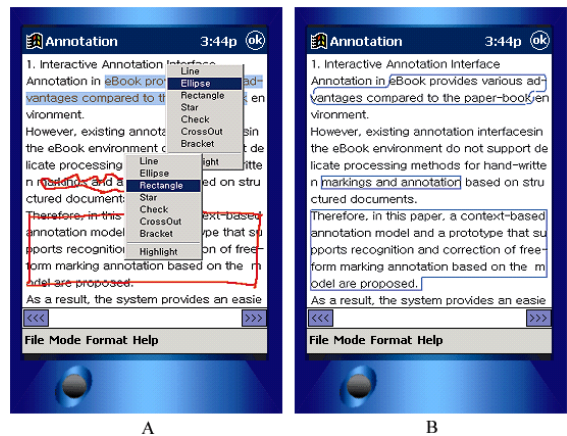 Annotation 3:44p ok
1. Interactive Annotation Interface
Annotation in eBook pro ad-
vantages compared to th en
vironment.
However, existing annota sin
the eBook environment de
licate processing itte
n markings and a ed on stru
ctured document
Therefore, in this context-based
annotation model ype that su
pports recognition ion of free-
form marking annotation based on the m
odel are proposed.
As a result, the system provides an easie
Line
Ellipse
Rectangle
Star
Check
CrossOut
Bracket
light
Line
Ellipse
Rectangle
Star
Check
CrossOut
Bracket
Highlight
<<< >>>
File Mode Format Help
A
Annotation 3:44p ok
1. Interactive Annotation Interface
Annotation in eBook provides various ad-
vantages compared to the paper-book en
vironment.
However, existing annotation interfacesin
the eBook environment do not support de
licate processing methods for hand-writte
n markings and annotation based on stru
ctured documents.
Therefore, in this paper, a context-based
annotation model and a prototype that su
pports recognition and correction of free-
form marking annotation based on the m
odel are proposed.
As a result, the system provides an easie
<<< >>>
File Mode Format Help
B